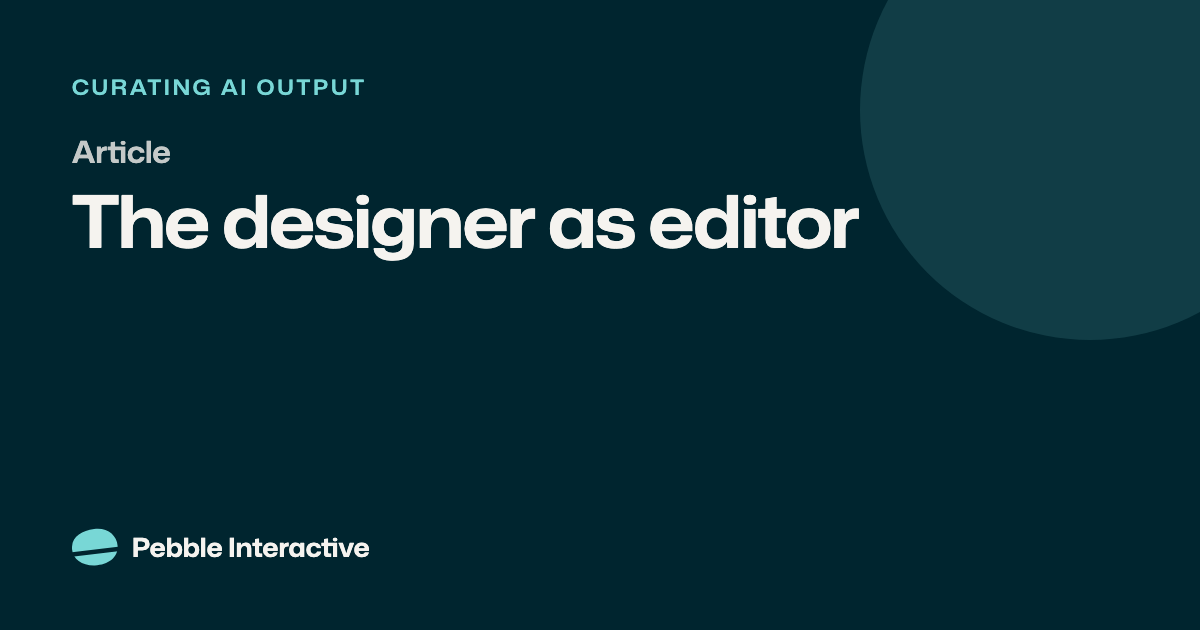 CURATING AI OUTPUT
Article
The designer as editor
Pebble Interactive